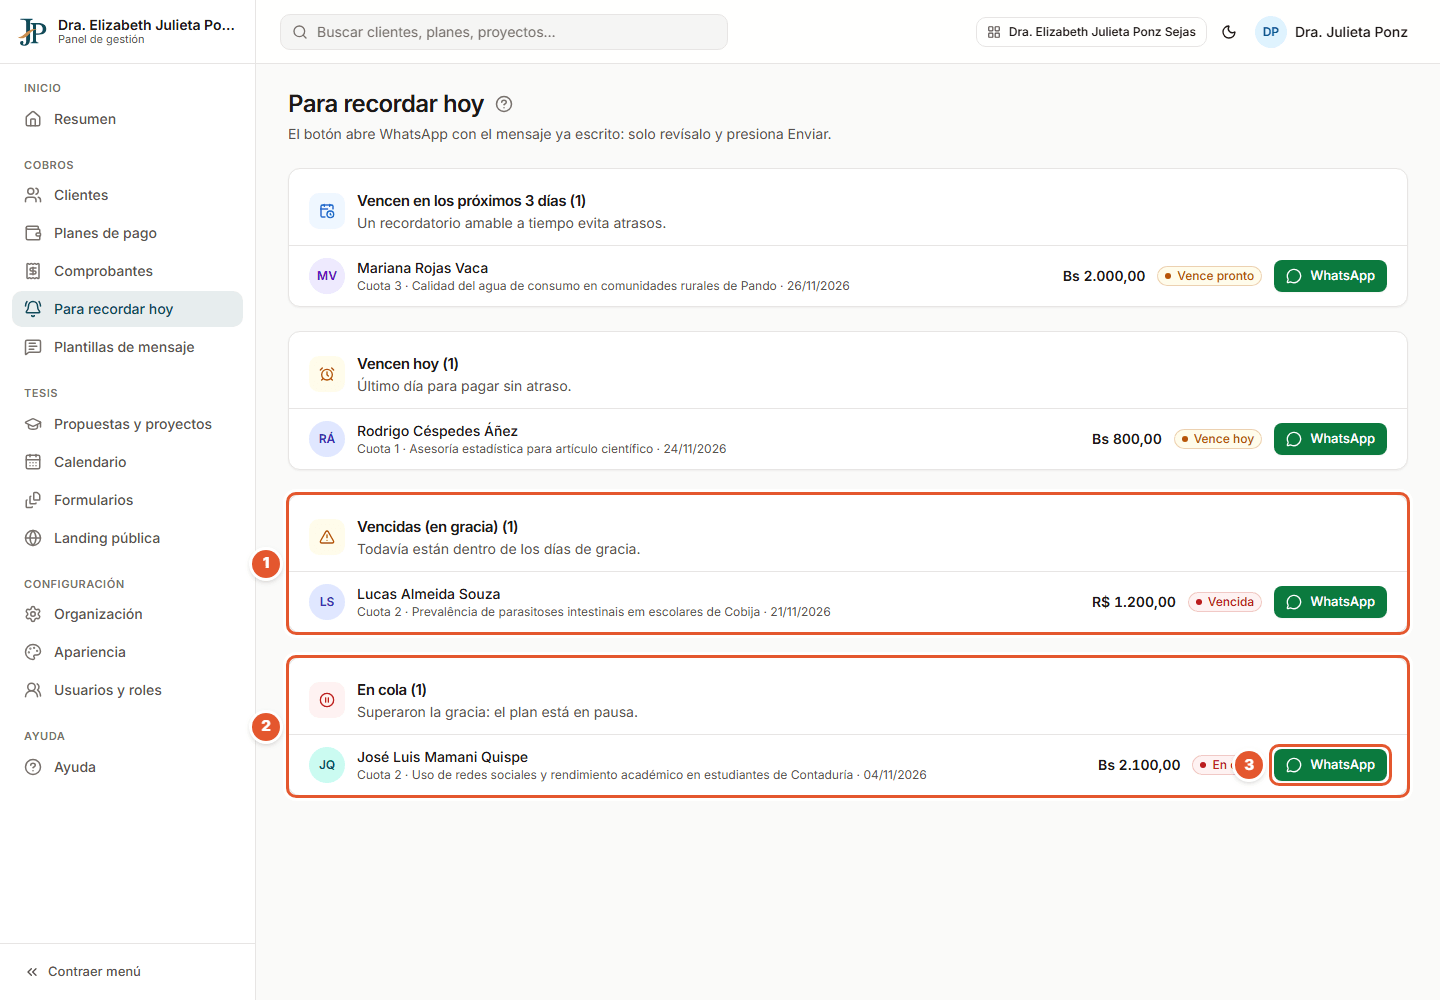 JP
Dra. Elizabeth Julieta Po...
Panel de gestión
Buscar clientes, planes, proyectos...
Dra. Elizabeth Julieta Ponz Sejas
DP
Dra. Julieta Ponz
INICIO
Resumen
COBROS
Clientes
Planes de pago
Comprobantes
Para recordar hoy
Plantillas de mensaje
TESIS
Propuestas y proyectos
Calendario
Formularios
Landing pública
CONFIGURACIÓN
Organización
Apariencia
Usuarios y roles
AYUDA
Ayuda
Contraer menú
Para recordar hoy
El botón abre WhatsApp con el mensaje ya escrito: solo revísalo y presiona Enviar.
Vencen en los próximos 3 días (1)
Un recordatorio amable a tiempo evita atrasos.
MV
Mariana Rojas Vaca
Cuota 3 · Calidad del agua de consumo en comunidades rurales de Pando · 26/11/2026
Bs 2.000,00
Vence pronto
WhatsApp
Vencen hoy (1)
Último día para pagar sin atraso.
RÁ
Rodrigo Céspedes Áñez
Cuota 1 · Asesoría estadística para artículo científico · 24/11/2026
Bs 800,00
Vence hoy
WhatsApp
1
Vencidas (en gracia) (1)
Todavía están dentro de los días de gracia.
LS
Lucas Almeida Souza
Cuota 2 · Prevalência de parasitoses intestinais em escolares de Cobija · 21/11/2026
R$ 1.200,00
Vencida
WhatsApp
2
En cola (1)
Superaron la gracia: el plan está en pausa.
JQ
José Luis Mamani Quispe
Cuota 2 · Uso de redes sociales y rendimiento académico en estudiantes de Contaduría · 04/11/2026
Bs 2.100,00
En
3
WhatsApp